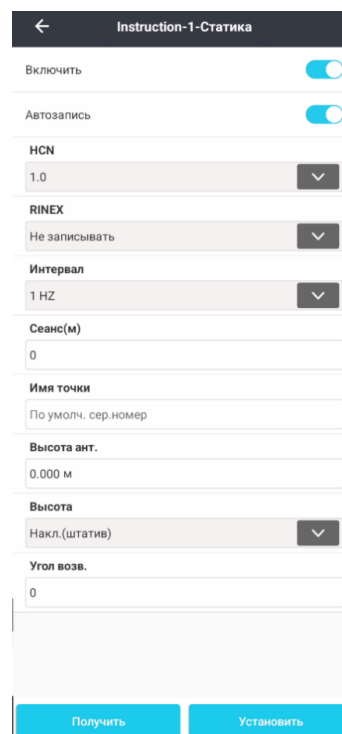 Instruction-1-Статика
Включить
Автозапись
HCN
1.0
RINEX
Не записывать
Интервал
1 HZ
Сеанс(м)
0
Имя точки
По умолч. сер.номер
Высота ант.
0.000 м
Высота
Накл.(штатив)
Угол возв.
0
Получить
Установить